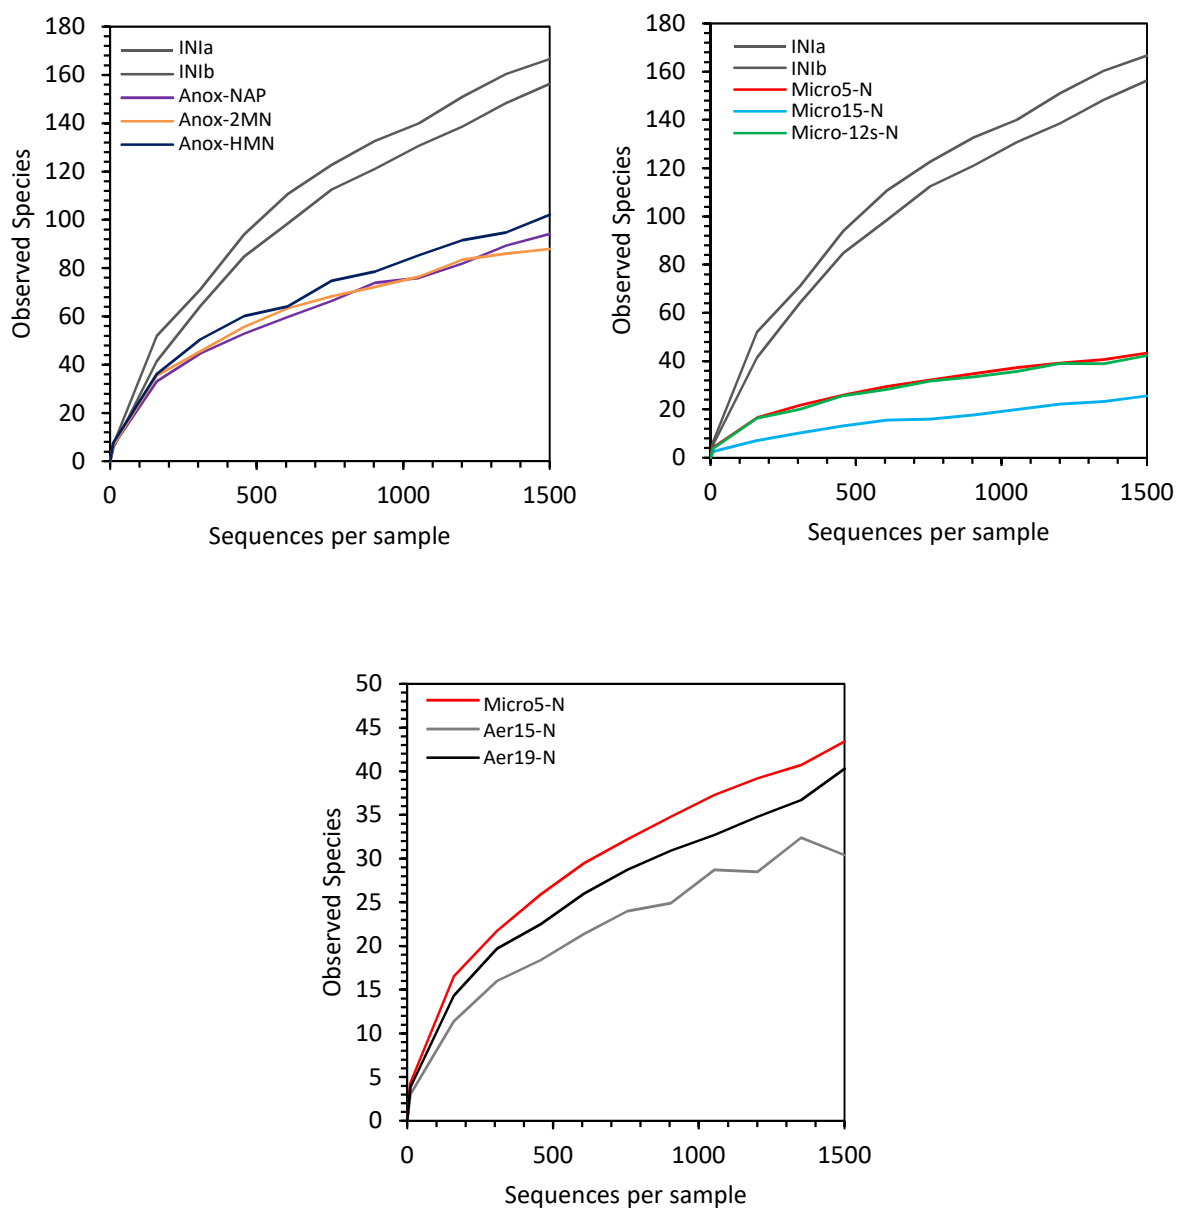 180
160
140
120
100
80
60
40
20
0
Observed Species
INIa
INIb
Anox-NAP
Anox-2MN
Anox-HMN
0 500 1000 1500
Sequences per sample
180
160
140
120
100
80
60
40
20
0
Observed Species
INIa
INIb
Micro5-N
Micro15-N
Micro-12s-N
0 500 1000 1500
Sequences per sample
50
45
40
35
30
25
20
15
10
5
0
Observed Species
Micro5-N
Aer15-N
Aer19-N
0 500 1000 1500
Sequences per sample